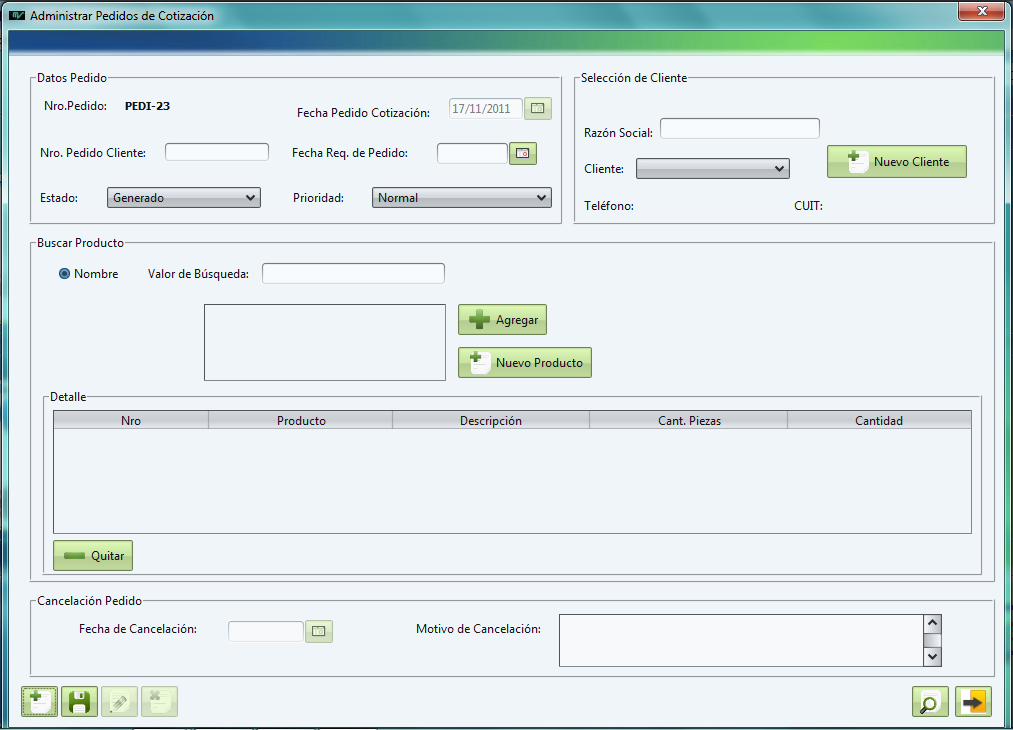 Administrar Pedidos de Cotización
Datos Pedido
Nro.Pedido: PEDI-23
Fecha Pedido Cotización: 17/11/2011
Nro. Pedido Cliente:
Fecha Req. de Pedido:
Estado: Generado
Prioridad: Normal
Selección de Cliente
Razón Social:
Cliente:
Nuevo Cliente
Teléfono:
CUIT:
Buscar Producto
Nombre
Valor de Búsqueda:
Agregar
Nuevo Producto
Detalle
Nro Producto Descripción Cant. Piezas Cantidad
Quitar
Cancelación Pedido
Fecha de Cancelación:
Motivo de Cancelación: